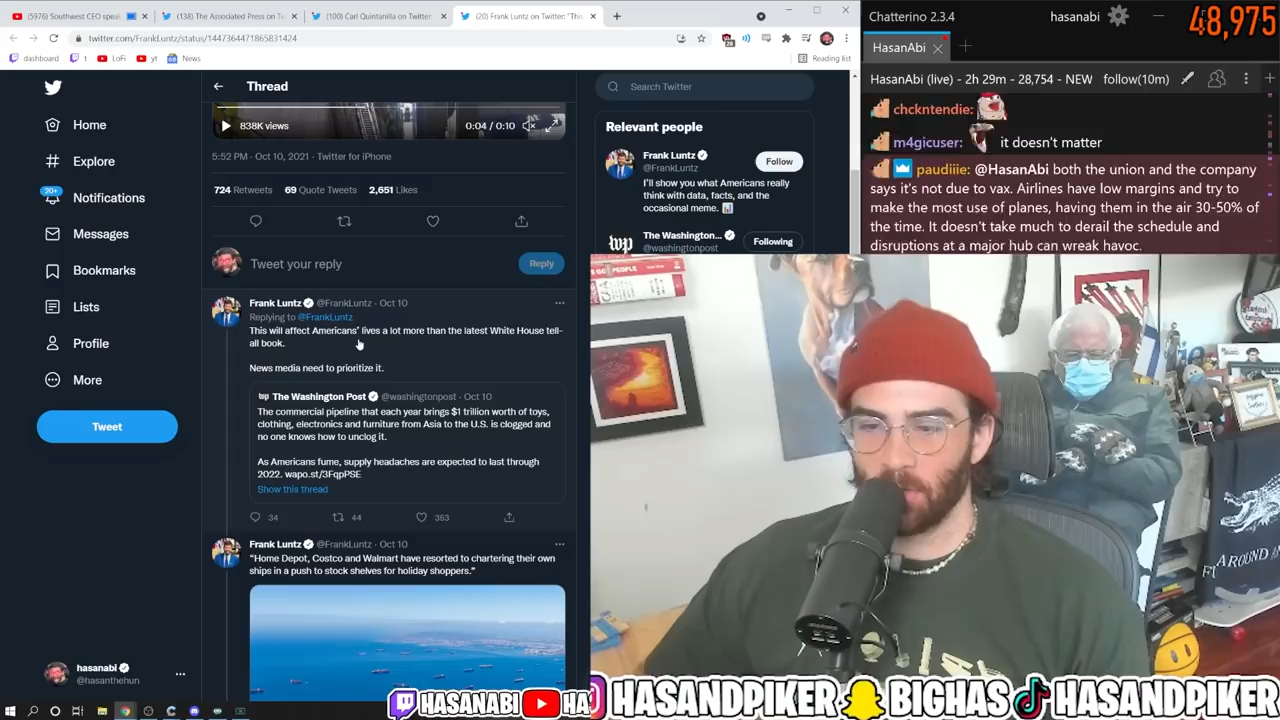 (5976) Southwest CEO speak
(138) The Associated Press on T
(100) Carl Quintanilla on Twitter:
(20) Frank Luntz on Twitter: "Thi
twitter.com/FrankLuntz/status/1447364471865831424
dashboard
t
LoFi
yt
News
Reading list
Home
Explore
20+
Notifications
Messages
Bookmarks
Lists
Profile
More
Tweet
hasanabi
@hasanthehun
Thread
838K views
0:04 / 0:10
5:52 PM · Oct 10, 2021 · Twitter for iPhone
724 Retweets 69 Quote Tweets 2,651 Likes
Tweet your reply
Reply
Frank Luntz @FrankLuntz · Oct 10
Replying to @FrankLuntz
This will affect Americans' lives a lot more than the latest White House tell-
all book.
News media need to prioritize it.
The Washington Post @washingtonpost · Oct 10
The commercial pipeline that each year brings $1 trillion worth of toys,
clothing, electronics and furniture from Asia to the U.S. is clogged and
no one knows how to unclog it.
As Americans fume, supply headaches are expected to last through
2022. wapo.st/3FqpPSE
Show this thread
34 44 353
Frank Luntz @FrankLuntz · Oct 10
"Home Depot, Costco and Walmart have resorted to chartering their own
ships in a push to stock shelves for holiday shoppers."
Search Twitter
Relevant people
Frank Luntz
@FrankLuntz
Follow
I'll show you what Americans really
think with data, facts, and the
occasional meme.
The Washington...
@washingtonpost
Following
Chatterino 2.3.4
hasanabi
48,975
HasanAbi
HasanAbi (live) - 2h 29m - 28,754 - NEW follow(10m)
chckntendie:
m4gicuser: it doesn't matter
paudiiie: @HasanAbi both the union and the company
says it's not due to vax. Airlines have low margins and try to
make the most use of planes, having them in the air 30-50% of
the time. It doesn't take much to derail the schedule and
disruptions at a major hub can wreak havoc.
AROUND
HASANABI
HA
HASANDPIKER
BIGHAS
HASANDPIKER